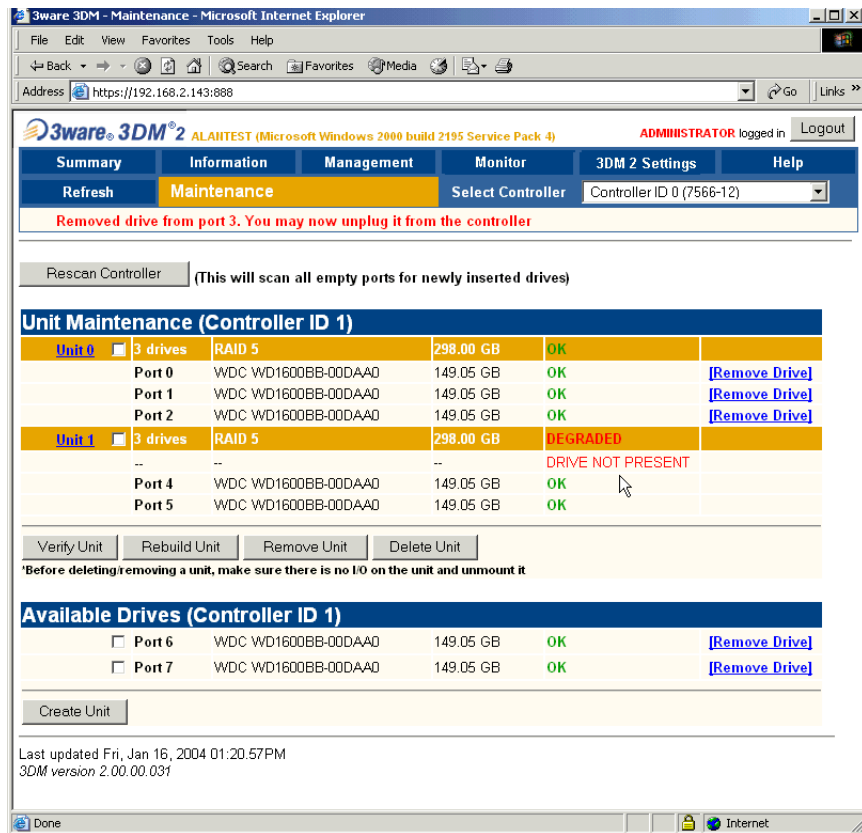 3ware 3DM - Maintenance - Microsoft Internet Explorer
File Edit View Favorites Tools Help
Back Search Favorites Media
Address https://192.168.2.143:888 Go Links »
3ware® 3DM®2 ALANTEST (Microsoft Windows 2000 build 2195 Service Pack 4) ADMINISTRATOR logged in Logout
Summary Information Management Monitor 3DM 2 Settings Help
Refresh Maintenance Select Controller Controller ID 0 (7566-12)
Removed drive from port 3. You may now unplug it from the controller
Rescan Controller (This will scan all empty ports for newly inserted drives)
Unit Maintenance (Controller ID 1)
Unit 0 3 drives RAID 5 298.00 GB OK
Port 0 WDC WD1600BB-00DAA0 149.05 GB OK [Remove Drive]
Port 1 WDC WD1600BB-00DAA0 149.05 GB OK [Remove Drive]
Port 2 WDC WD1600BB-00DAA0 149.05 GB OK [Remove Drive]
Unit 1 3 drives RAID 5 298.00 GB DEGRADED
-- -- -- DRIVE NOT PRESENT
Port 4 WDC WD1600BB-00DAA0 149.05 GB OK
Port 5 WDC WD1600BB-00DAA0 149.05 GB OK
Verify Unit Rebuild Unit Remove Unit Delete Unit
*Before deleting/removing a unit, make sure there is no I/O on the unit and unmount it
Available Drives (Controller ID 1)
Port 6 WDC WD1600BB-00DAA0 149.05 GB OK [Remove Drive]
Port 7 WDC WD1600BB-00DAA0 149.05 GB OK [Remove Drive]
Create Unit
Last updated Fri, Jan 16, 2004 01:20.57PM
3DM version 2.00.00.031
Done Internet